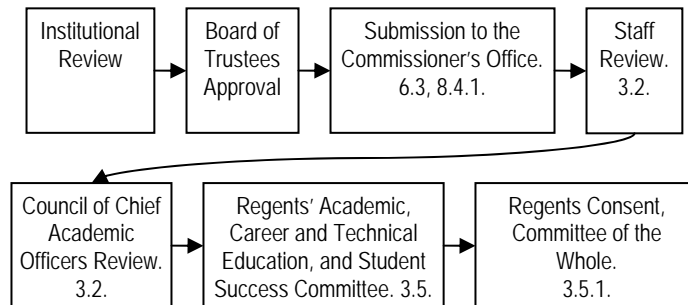 Institutional
Review
Board of
Trustees
Approval
Submission to the
Commissioner’s Office.
6.3, 8.4.1.
Staff
Review.
3.2.
Council of Chief
Academic
Officers Review.
3.2.
Regents’ Academic,
Career and Technical
Education, and Student
Success Committee. 3.5.
Regents Consent,
Committee of the
Whole.
3.5.1.